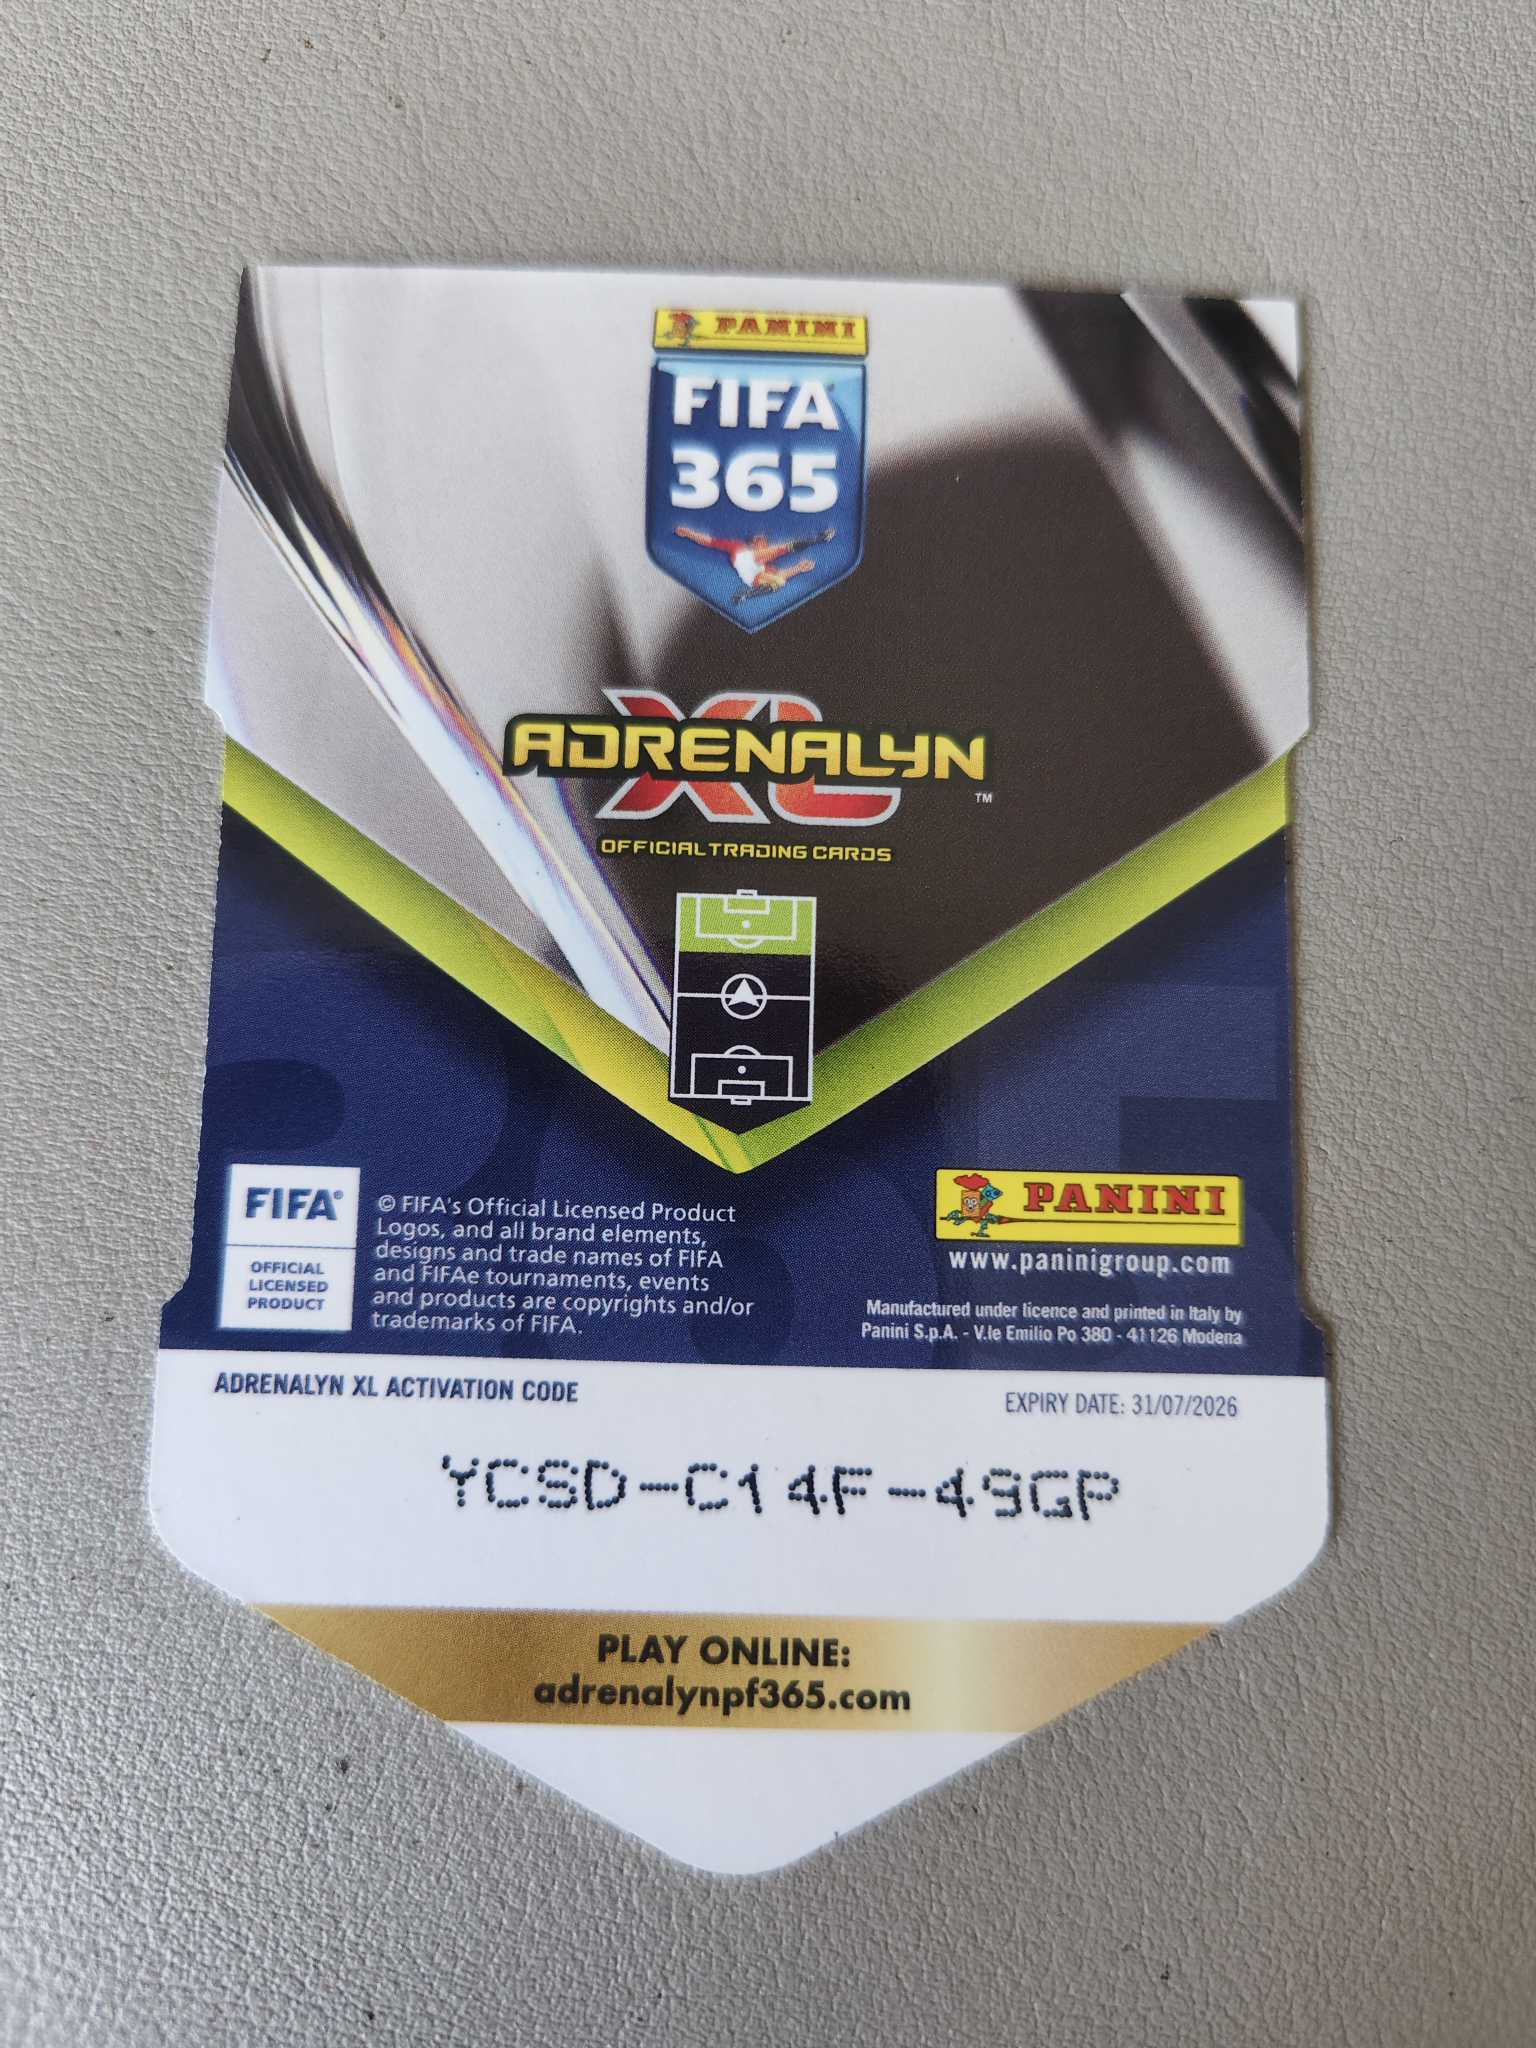 PANINI
FIFA
365
ADRENALYN
XL
™
OFFICIAL TRADING CARDS
FIFA®
OFFICIAL
LICENSED
PRODUCT
© FIFA's Official Licensed Product
Logos, and all brand elements,
designs and trade names of FIFA
and FIFAe tournaments, events
and products are copyrights and/or
trademarks of FIFA.
PANINI
www.paninigroup.com
Manufactured under licence and printed in Italy by
Panini S.p.A. - V.le Emilio Po 380 - 41126 Modena
ADRENALYN XL ACTIVATION CODE
EXPIRY DATE: 31/07/2026
YCSD-C14F-49GP
PLAY ONLINE:
adrenalynpf365.com